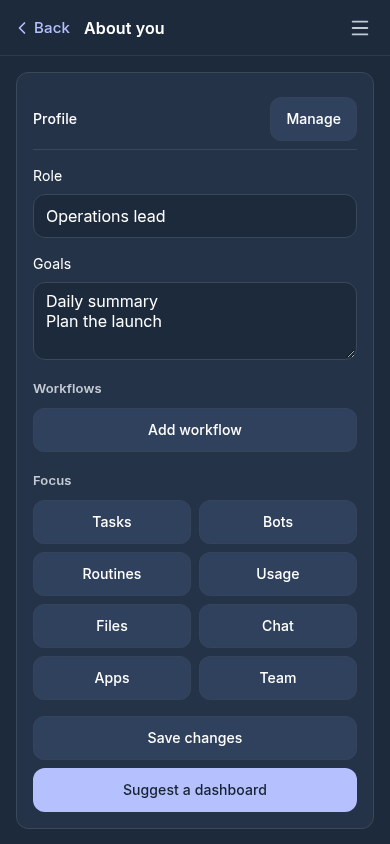 Back About you
Profile Manage
Role
Operations lead
Goals
Daily summary
Plan the launch
Workflows
Add workflow
Focus
Tasks Bots
Routines Usage
Files Chat
Apps Team
Save changes
Suggest a dashboard